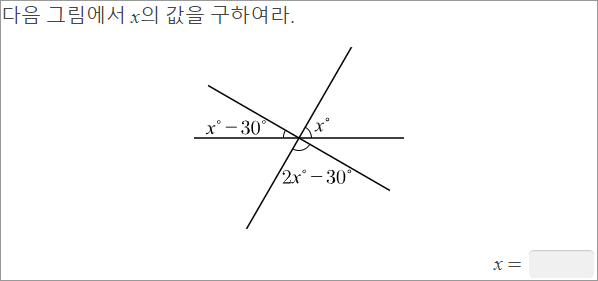 다음 그림에서 x의 값을 구하여라.
x° − 30°
x°
2x° − 30°
x =